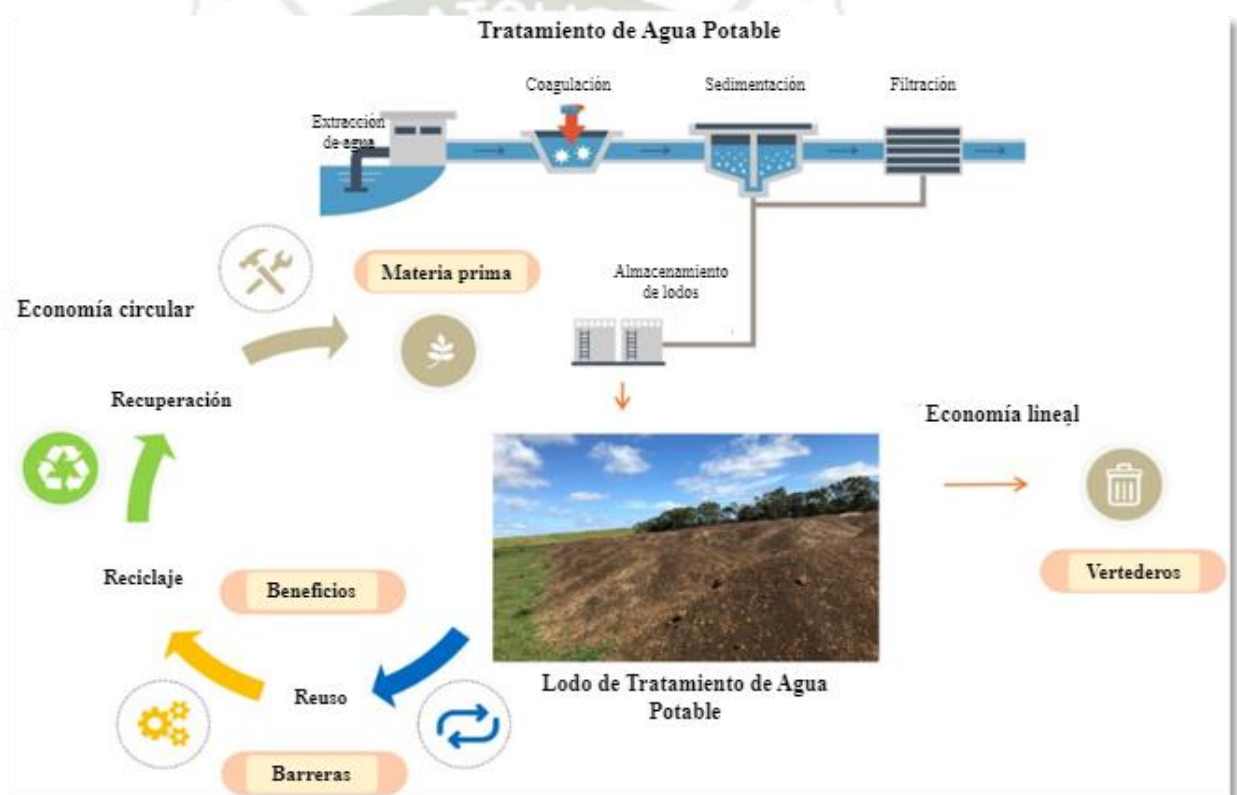 Tratamiento de Agua Potable
Coagulación
Sedimentación
Filtración
Extracción
de agua
Materia prima
Almacenamiento
de lodos
Economía circular
Recuperación
Economía lineal
Reciclaje
Beneficios
Vertederos
Reuso
Lodo de Tratamiento de Agua
Potable
Barreras